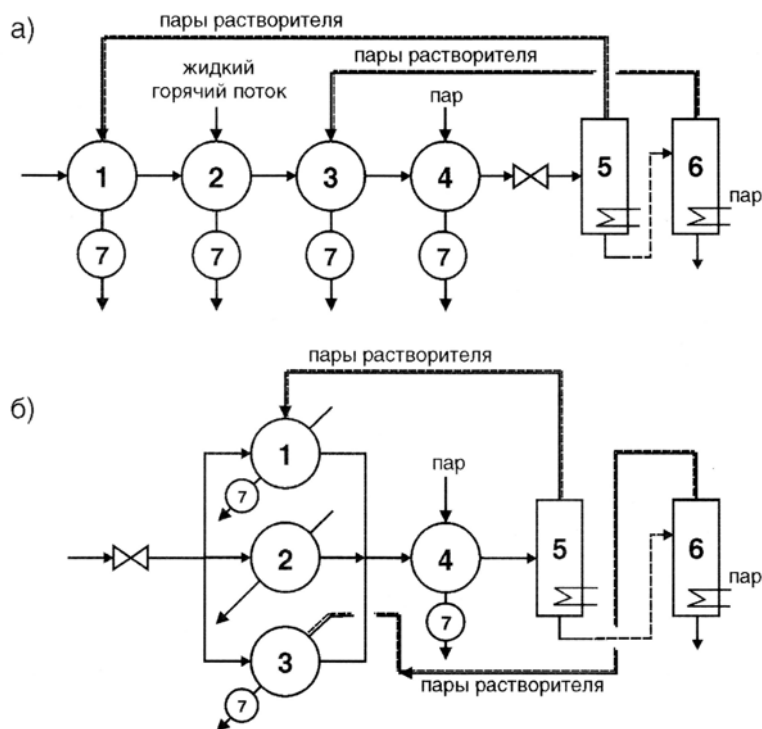 а)
пары растворителя
пары растворителя
жидкий
горячий поток
пар
1
2
3
4
5
6
пар
7
7
7
7
б)
пары растворителя
1
7
пар
2
4
5
6
пар
7
3
7
пары растворителя